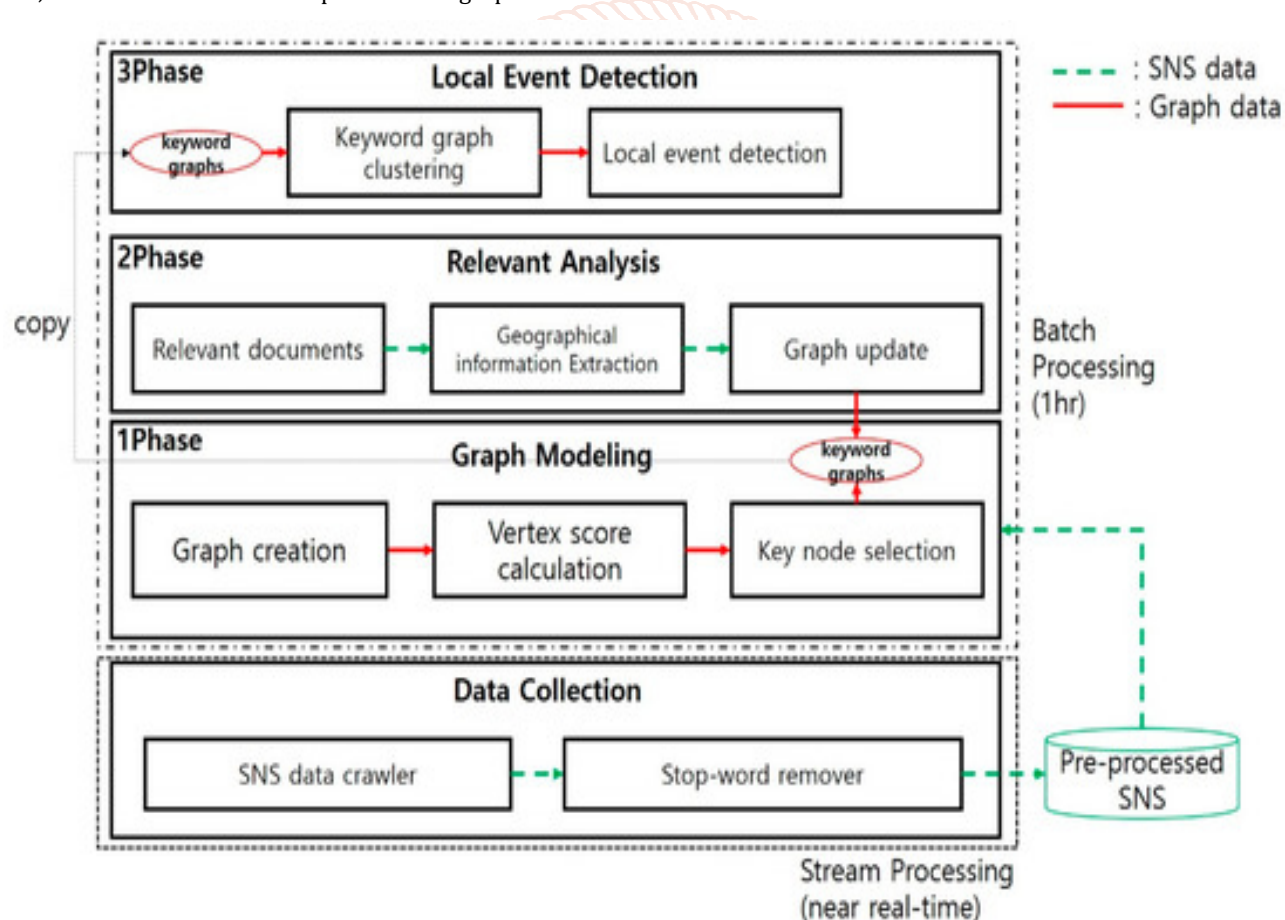 3Phase
Local Event Detection
: SNS data
: Graph data
keyword
graphs
Keyword graph
clustering
Local event detection
2Phase
Relevant Analysis
copy
Relevant documents
Geographical
information Extraction
Graph update
Batch
Processing
(1hr)
1Phase
Graph Modeling
keyword
graphs
Graph creation
Vertex score
calculation
Key node selection
Data Collection
SNS data crawler
Stop-word remover
Pre-processed
SNS
Stream Processing
(near real-time)